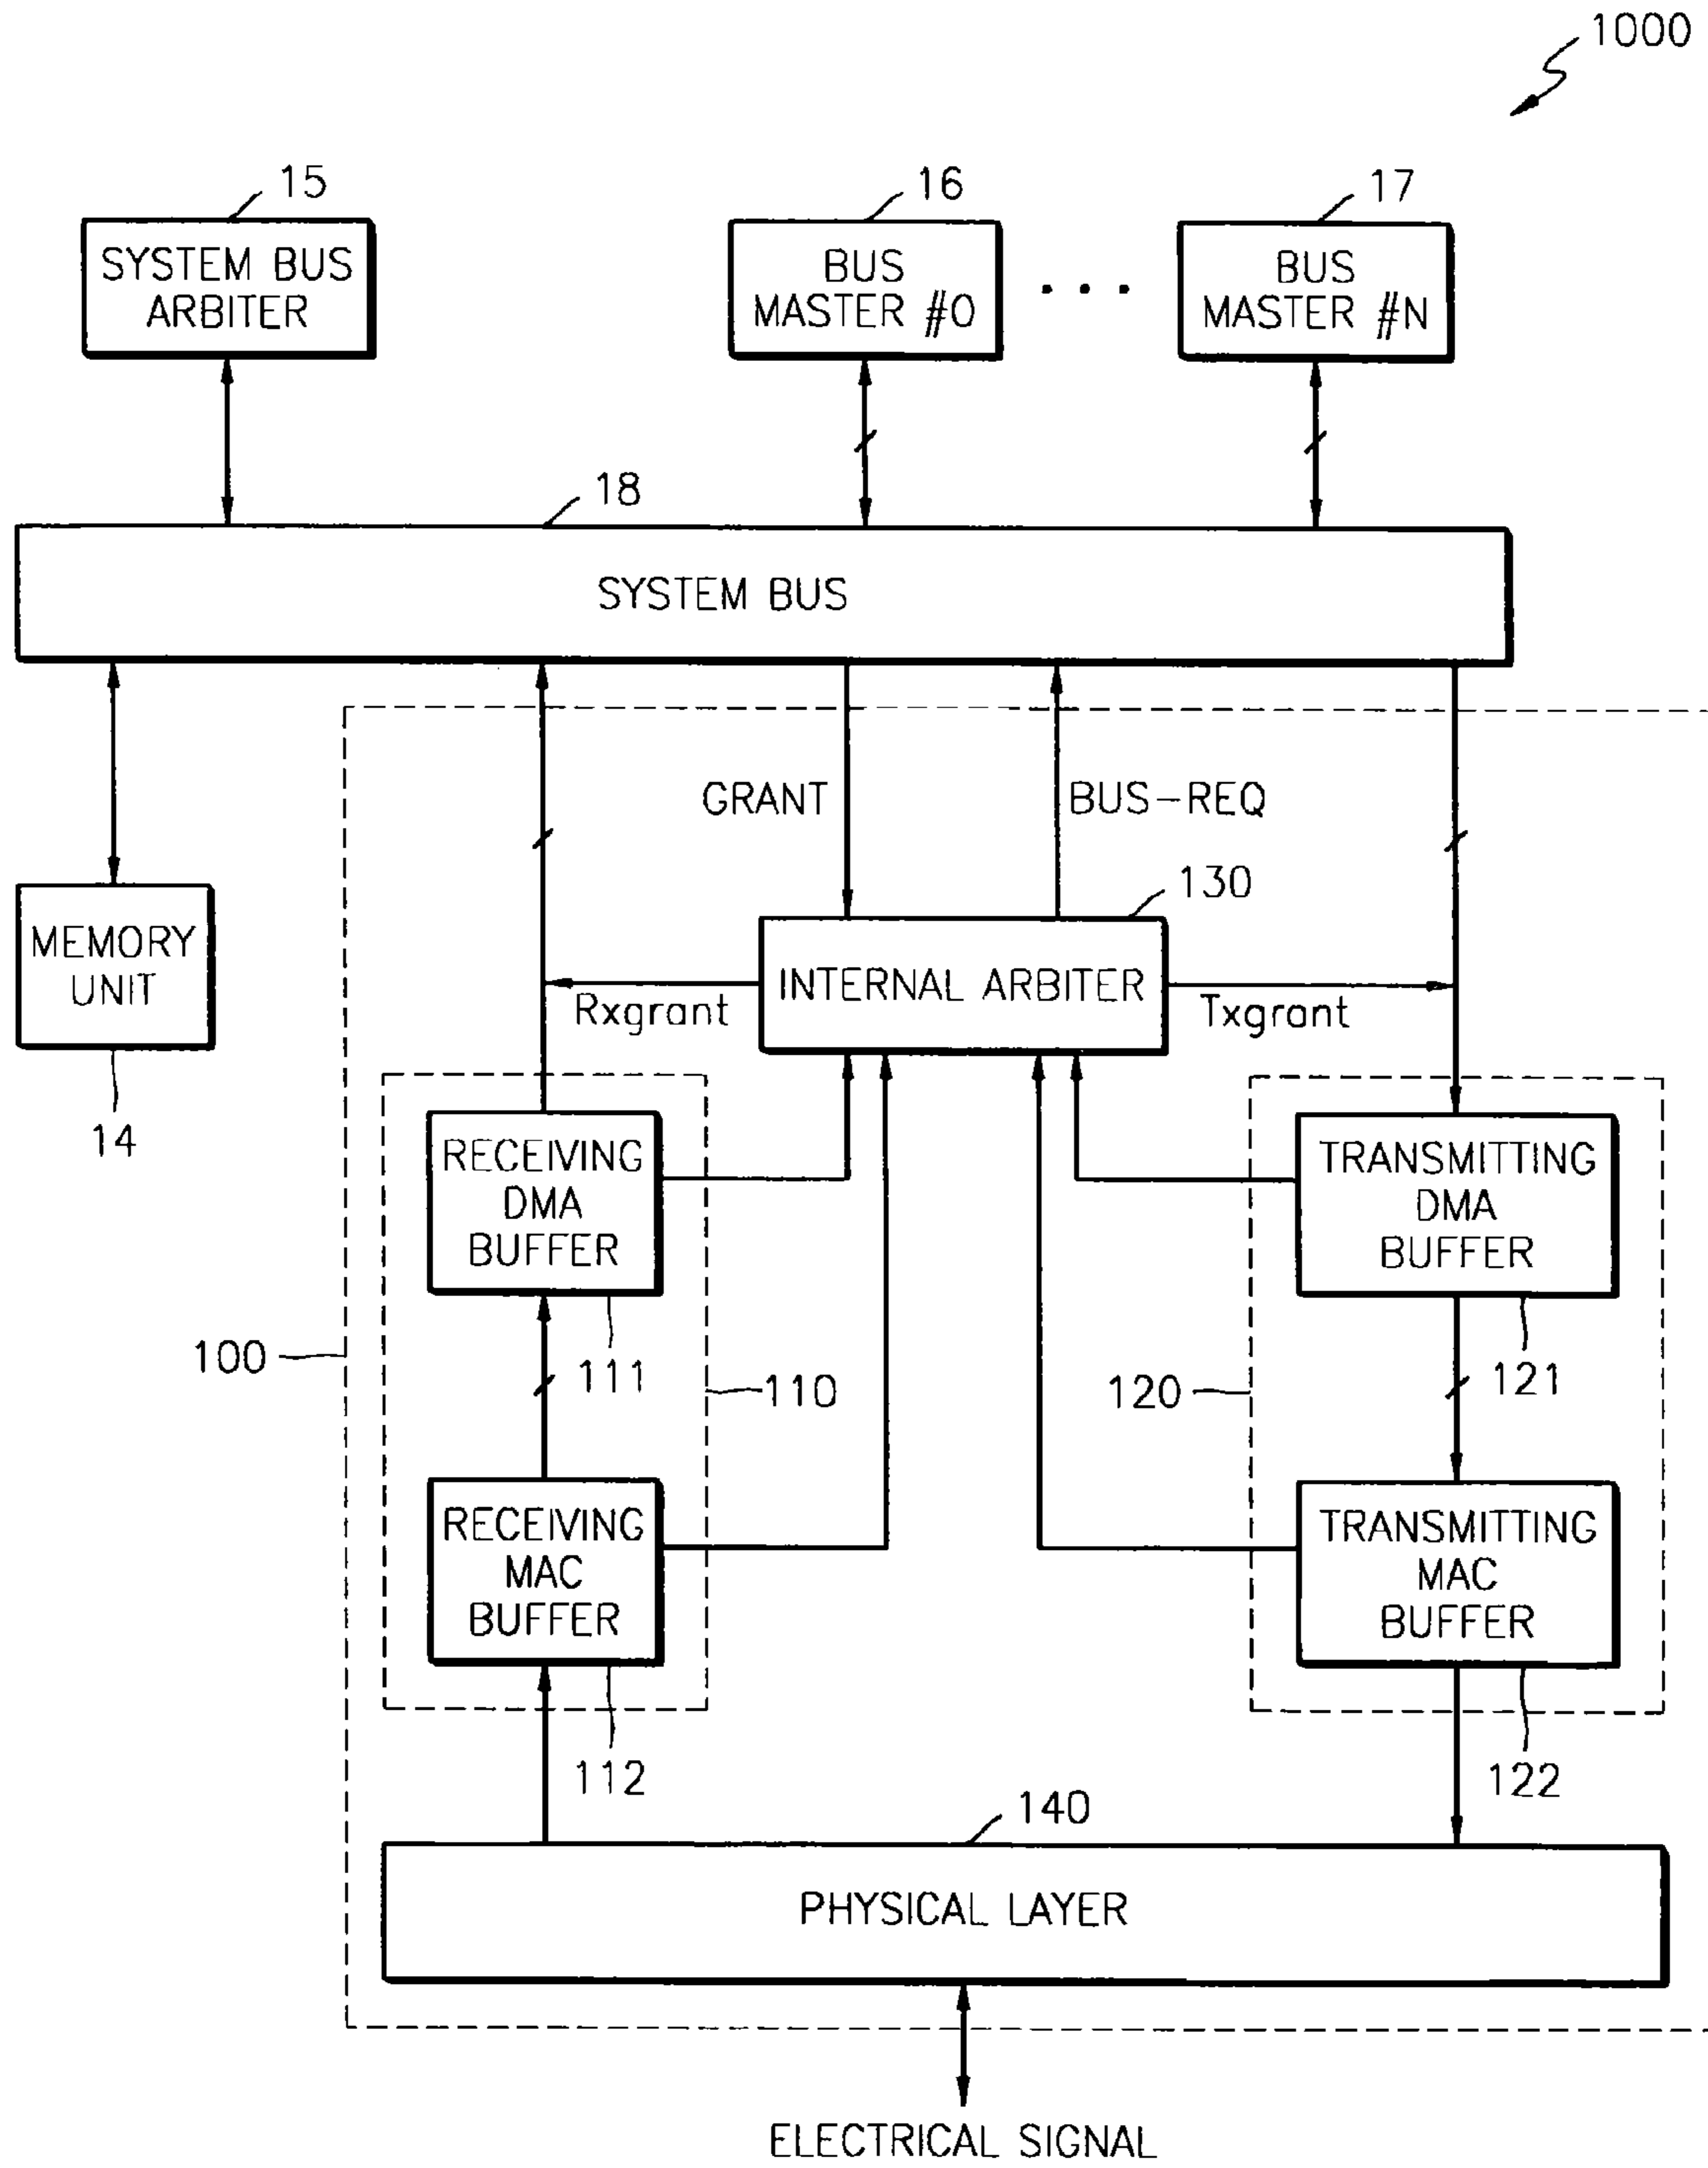 1000
15
16
17
SYSTEM BUS
ARBITER
BUS
MASTER #0
BUS
MASTER #N
18
SYSTEM BUS
GRANT
BUS-REQ
130
MEMORY
UNIT
INTERNAL ARBITER
Rxgrant
Txgrant
14
RECEIVING
DMA
BUFFER
TRANSMITTING
DMA
BUFFER
100
111
110
120
121
RECEIVING
MAC
BUFFER
TRANSMITTING
MAC
BUFFER
112
122
140
PHYSICAL LAYER
ELECTRICAL SIGNAL